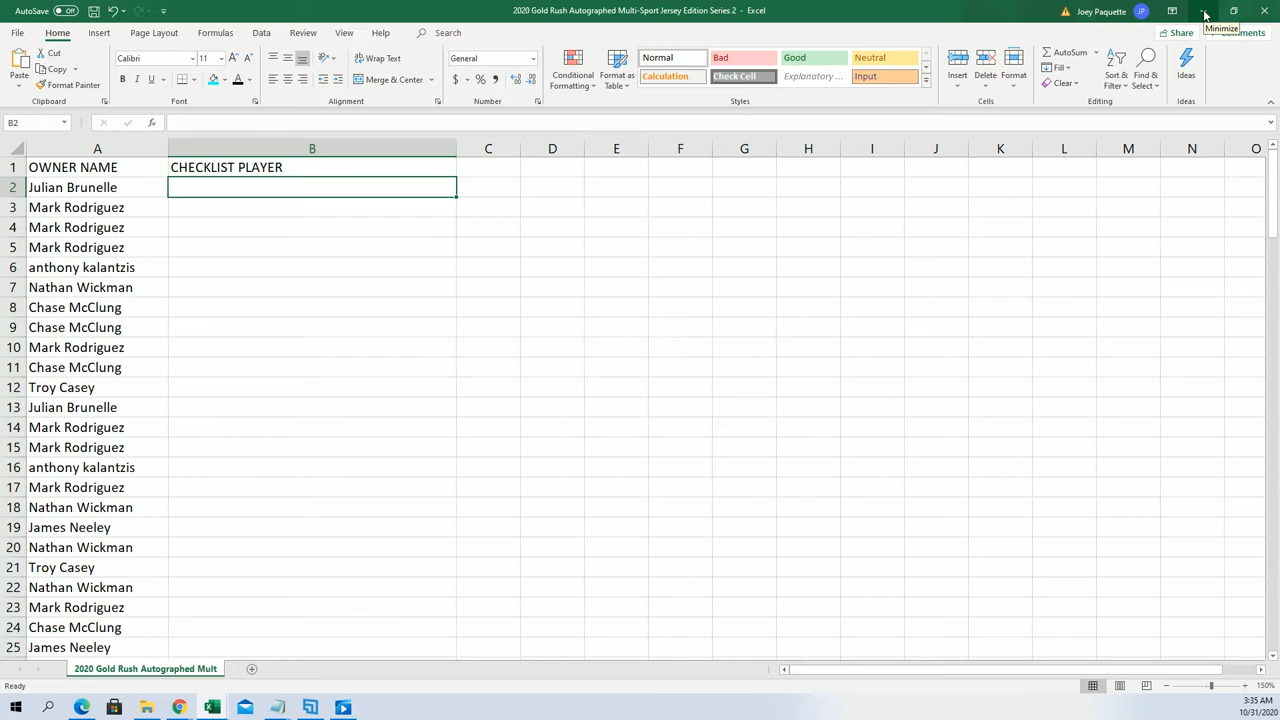 AutoSave Off 2020 Gold Rush Autographed Multi-Sport Jersey Edition Series 2 - Excel Joey Paquette JP
Minimize
File Home Insert Page Layout Formulas Data Review View Help Search Share Comments
Paste Cut Copy Format Painter Clipboard
Calibri 11 B I U Font
Wrap Text Merge & Center Alignment
General $ % Number
Conditional Formatting Format as Table
Normal Bad Good Neutral
Calculation Check Cell Explanatory ... Input
Styles
Insert Delete Format Cells
AutoSum Fill Clear Sort & Filter Find & Select Editing
Ideas Ideas
B2 fx
A B C D E F G H I J K L M N O
1 OWNER NAME CHECKLIST PLAYER
2 Julian Brunelle
3 Mark Rodriguez
4 Mark Rodriguez
5 Mark Rodriguez
6 anthony kalantzis
7 Nathan Wickman
8 Chase McClung
9 Chase McClung
10 Mark Rodriguez
11 Chase McClung
12 Troy Casey
13 Julian Brunelle
14 Mark Rodriguez
15 Mark Rodriguez
16 anthony kalantzis
17 Mark Rodriguez
18 Nathan Wickman
19 James Neeley
20 Nathan Wickman
21 Troy Casey
22 Nathan Wickman
23 Mark Rodriguez
24 Chase McClung
25 James Neeley
2020 Gold Rush Autographed Mult
Ready 150%
3:35 AM
10/31/2020